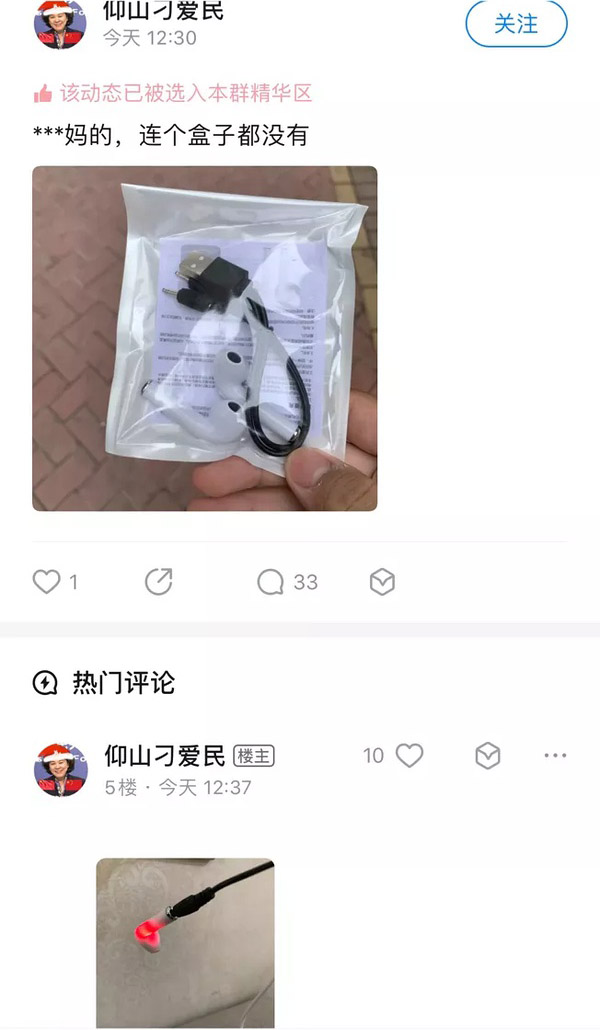 仰山刁爱民
今天 12:30
关注
该动态已被选入本群精华区
***妈的，连个盒子都没有
1
33
热门评论
仰山刁爱民 楼主
10
5楼 · 今天 12:37